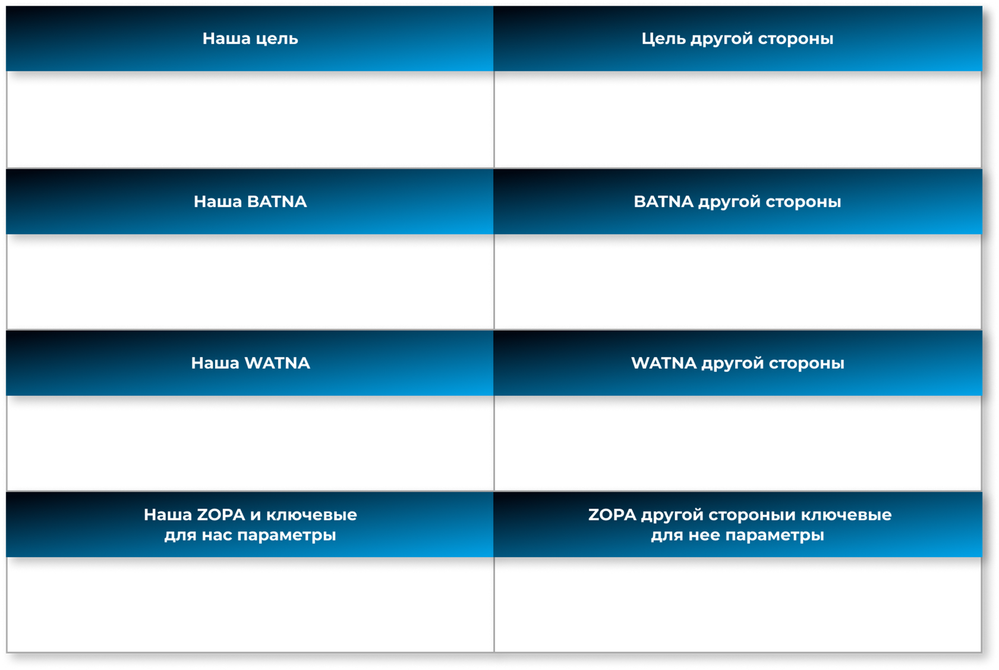 Наша цель
Цель другой стороны
Наша BATNA
BATNA другой стороны
Наша WATNA
WATNA другой стороны
Наша ZOPA и ключевые
для нас параметры
ZOPA другой стороныи ключевые
для нее параметры